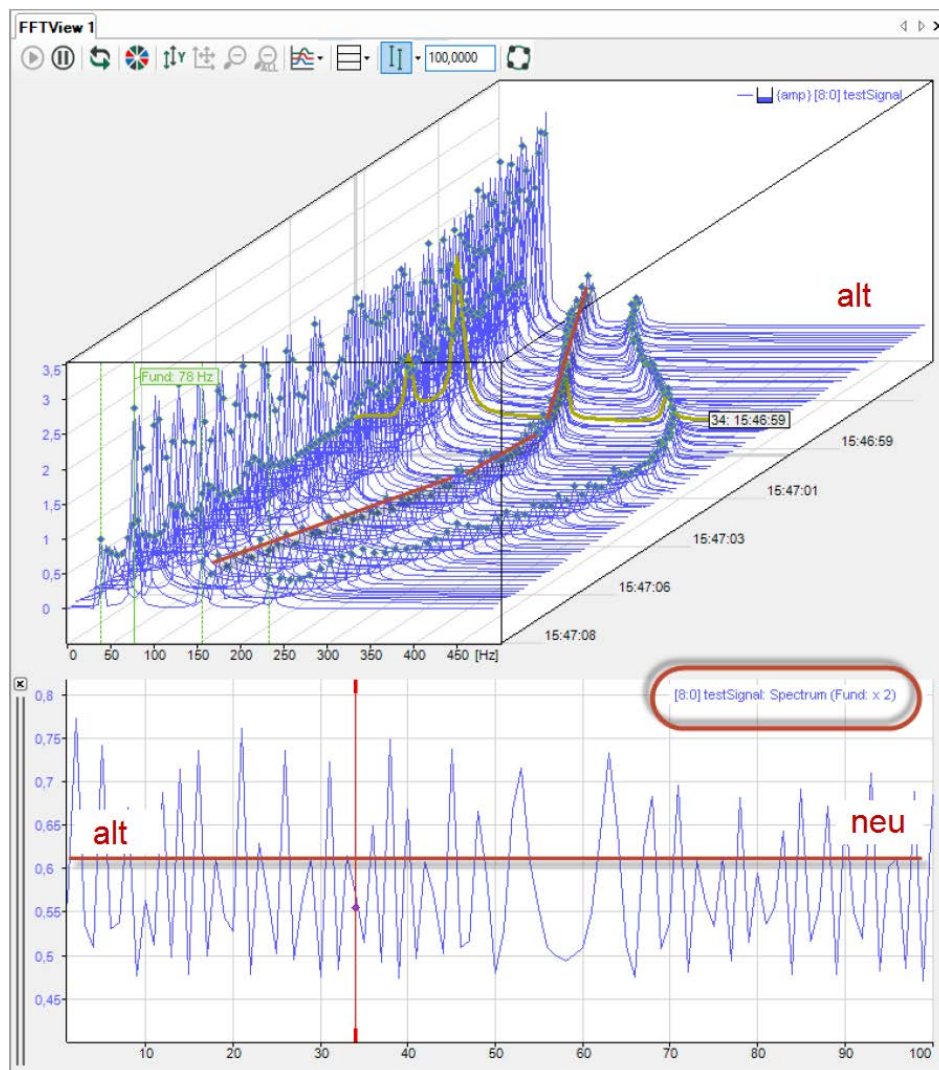 FFTView 1
Y
ALL
100,0000
{amp} [8:0] testSignal
alt
3,5
Fund: 78 Hz
3
2,5
34: 15:46:59
15:46:59
2
15:47:01
1,5
15:47:03
1
0,5
15:47:06
0
15:47:08
0 50 100 150 200 250 300 350 400 450 [Hz]
0,8
[8:0] testSignal: Spectrum (Fund: x 2)
0,75
0,7
0,65
alt
neu
0,6
0,55
0,5
0,45
10 20 30 40 50 60 70 80 90 100